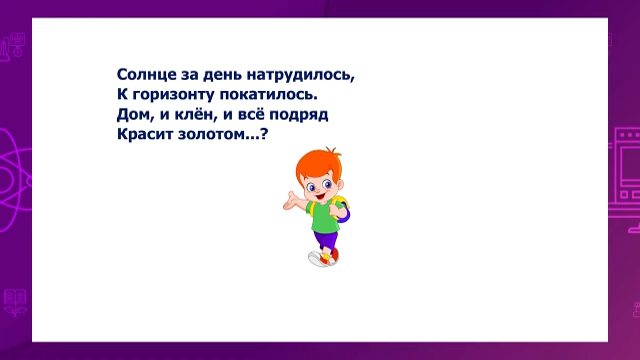 Солнце за день натрудилось,
К горизонту покатилось.
Дом, и клён, и всё подряд
Красит золотом...?